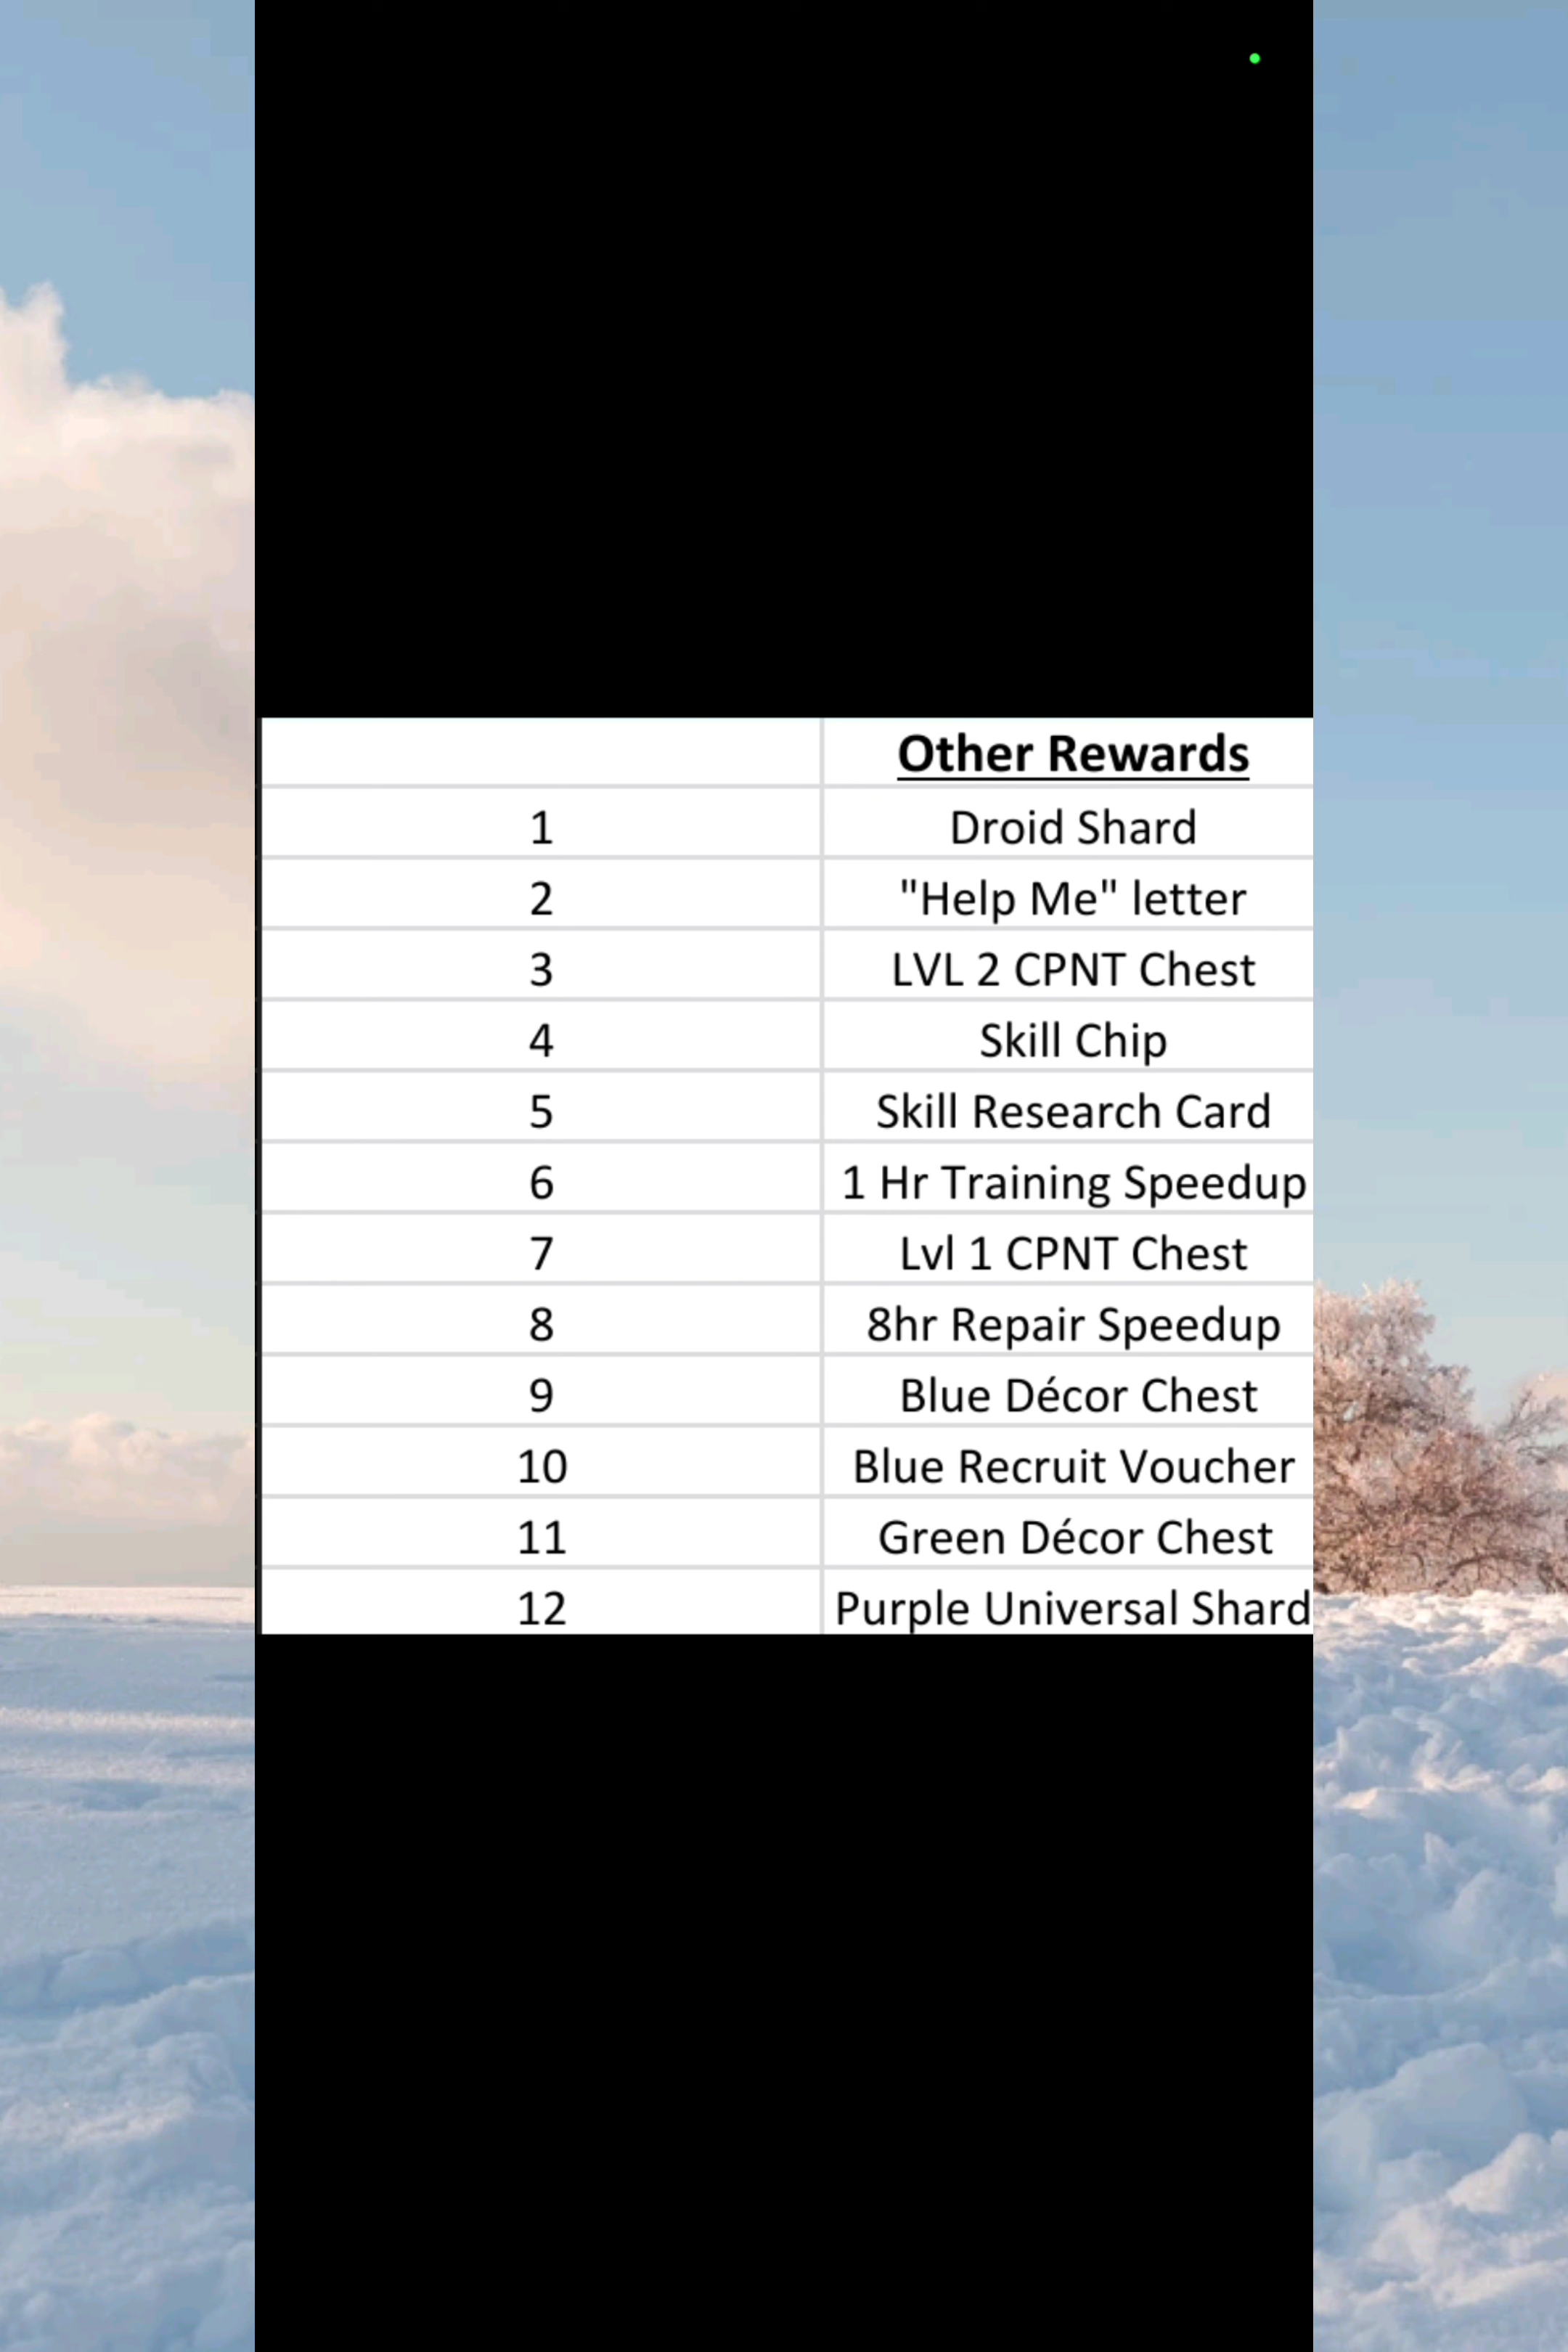 Other Rewards
1 Droid Shard
2 "Help Me" letter
3 LVL 2 CPNT Chest
4 Skill Chip
5 Skill Research Card
6 1 Hr Training Speedup
7 Lvl 1 CPNT Chest
8 8hr Repair Speedup
9 Blue Décor Chest
10 Blue Recruit Voucher
11 Green Décor Chest
12 Purple Universal Shard